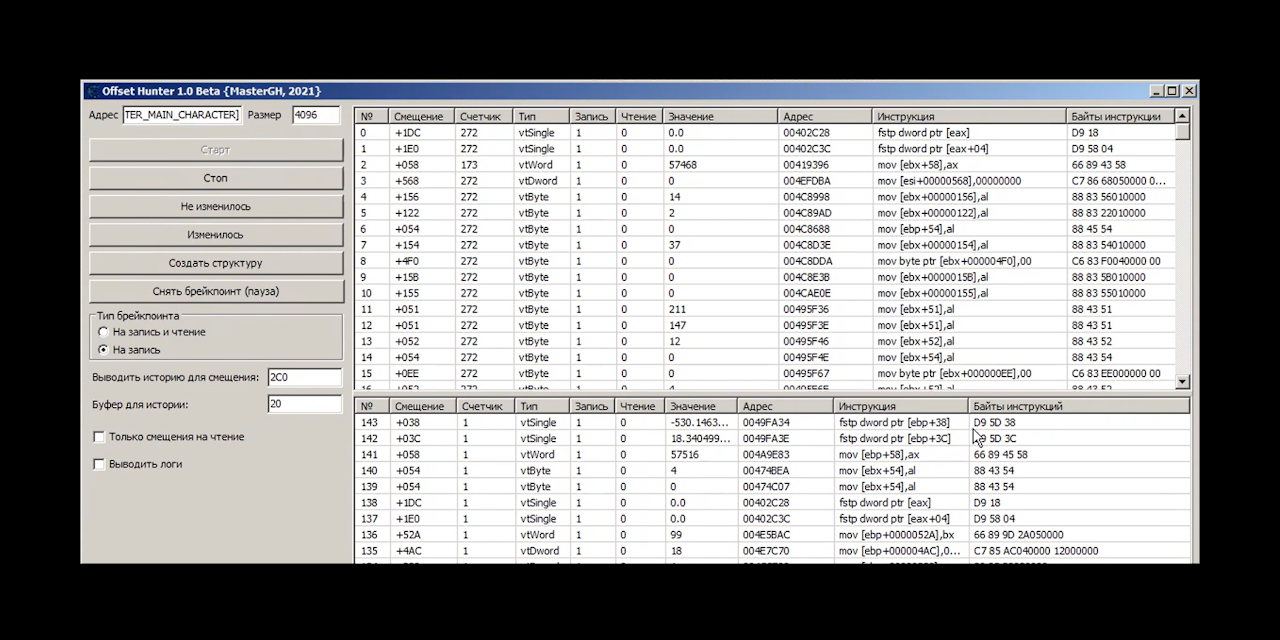 Offset Hunter 1.0 Beta {MasterGH, 2021}
Адрес TER_MAIN_CHARACTER] Размер 4096
Старт
Стоп
Не изменилось
Изменилось
Создать структуру
Снять брейкпоинт (пауза)
Тип брейкпоинта
На запись и чтение
На запись
Выводить историю для смещения: 2C0
Буфер для истории: 20
Только смещения на чтение
Выводить логи
№ Смещение Счетчик Тип Запись Чтение Значение Адрес Инструкция Байты инструкции
0 +1DC 272 vtSingle 1 0 0.0 00402C28 fstp dword ptr [eax] D9 18
1 +1E0 272 vtSingle 1 0 0.0 00402C3C fstp dword ptr [eax+04] D9 58 04
2 +058 173 vtWord 1 0 57468 00419396 mov [ebx+58],ax 66 89 43 58
3 +568 272 vtDword 1 0 0 004EFDBA mov [esi+00000568],00000000 C7 86 68050000 0...
4 +156 272 vtByte 1 0 14 004C8998 mov [ebx+00000156],al 88 83 56010000
5 +122 272 vtByte 1 0 2 004C89AD mov [ebx+00000122],al 88 83 22010000
6 +054 272 vtByte 1 0 0 004C8688 mov [ebp+54],al 88 45 54
7 +154 272 vtByte 1 0 37 004C8D3E mov [ebx+00000154],al 88 83 54010000
8 +4F0 272 vtByte 1 0 0 004C8DDA mov byte ptr [ebx+000004F0],00 C6 83 F0040000 00
9 +15B 272 vtByte 1 0 0 004C8E3B mov [ebx+0000015B],al 88 83 5B010000
10 +155 272 vtByte 1 0 0 004CAE0E mov [ebx+00000155],al 88 83 55010000
11 +051 272 vtByte 1 0 211 00495F36 mov [ebx+51],al 88 43 51
12 +051 272 vtByte 1 0 147 00495F3E mov [ebx+51],al 88 43 51
13 +052 272 vtByte 1 0 12 00495F46 mov [ebx+52],al 88 43 52
14 +054 272 vtByte 1 0 0 00495F4E mov [ebx+54],al 88 43 54
15 +0EE 272 vtByte 1 0 0 00495F67 mov byte ptr [ebx+000000EE],00 C6 83 EE000000 00
№ Смещение Счетчик Тип Запись Чтение Значение Адрес Инструкция Байты инструкций
143 +038 1 vtSingle 1 0 -530.1463... 0049FA34 fstp dword ptr [ebp+38] D9 5D 38
142 +03C 1 vtSingle 1 0 18.340499... 0049FA3E fstp dword ptr [ebp+3C] D9 5D 3C
141 +058 1 vtWord 1 0 57516 004A9E83 mov [ebp+58],ax 66 89 45 58
140 +054 1 vtByte 1 0 4 00474BEA mov [ebx+54],al 88 43 54
139 +054 1 vtByte 1 0 0 00474C07 mov [ebx+54],al 88 43 54
138 +1DC 1 vtSingle 1 0 0.0 00402C28 fstp dword ptr [eax] D9 18
137 +1E0 1 vtSingle 1 0 0.0 00402C3C fstp dword ptr [eax+04] D9 58 04
136 +52A 1 vtWord 1 0 99 004E5BAC mov [ebp+0000052A],bx 66 89 9D 2A050000
135 +4AC 1 vtDword 1 0 18 004E7C70 mov [ebp+000004AC],0... C7 85 AC040000 12000000